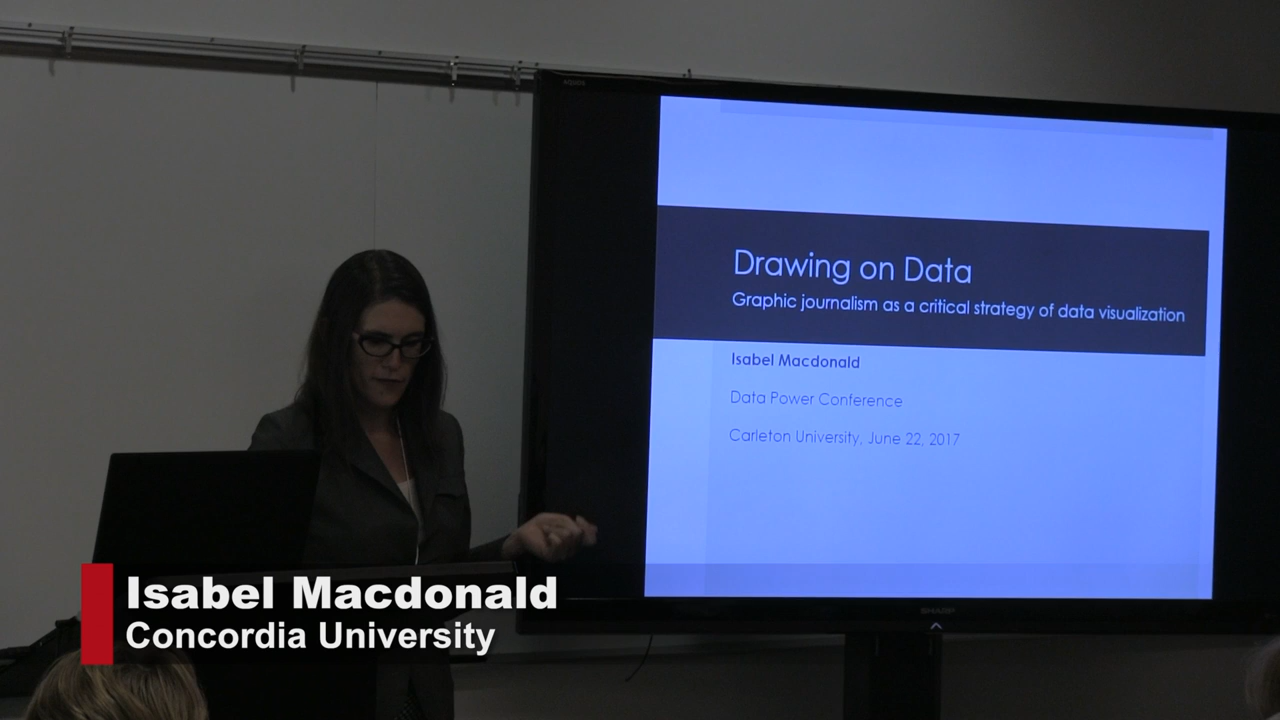 Drawing on Data
Graphic journalism as a critical strategy of data visualization
Isabel Macdonald
Data Power Conference
Carleton University, June 22, 2017
SHARP
Isabel Macdonald
Concordia University